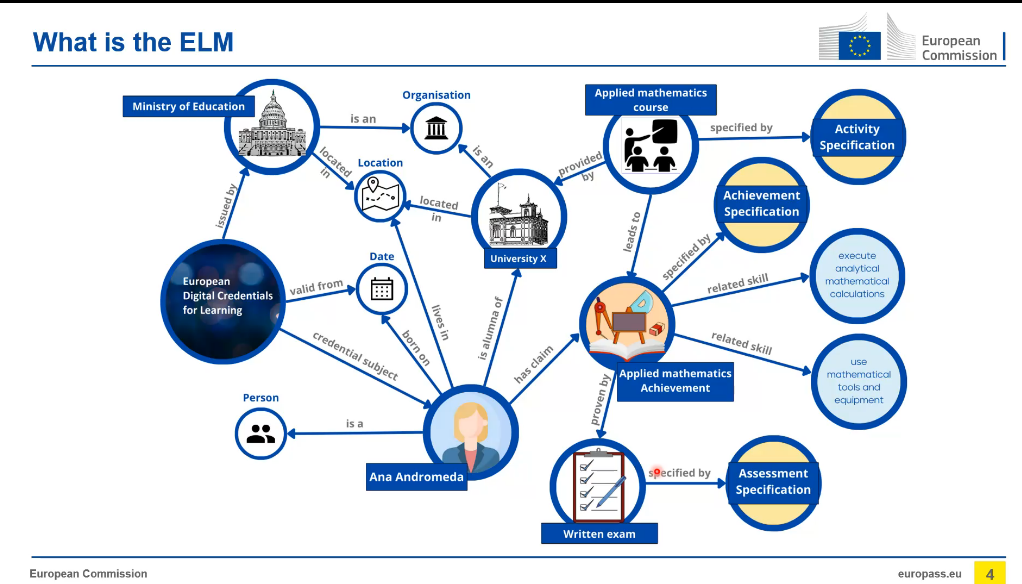 What is the ELM
European
Commission
Ministry of Education
is an
Organisation
is an
located
in
Location
located
in
issued by
University X
provided
by
Applied mathematics
course
specified by
Activity
Specification
Achievement
Specification
leads to
specified by
execute
analytical
mathematical
calculations
related skill
related skill
use
mathematical
tools and
equipment
European
Digital Credentials
for Learning
valid from
Date
credential subject
born on
lives in
is alumna of
has claim
Applied mathematics
Achievement
proven by
Person
is a
Ana Andromeda
specified by
Assessment
Specification
Written exam
European Commission
europass.eu
4